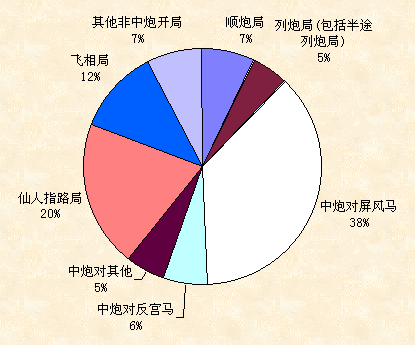 其他非中炮开局
7%
顺炮局
7%
列炮局(包括半途
列炮局)
5%
飞相局
12%
中炮对屏风马
38%
仙人指路局
20%
中炮对其他
5%
中炮对反宫马
6%